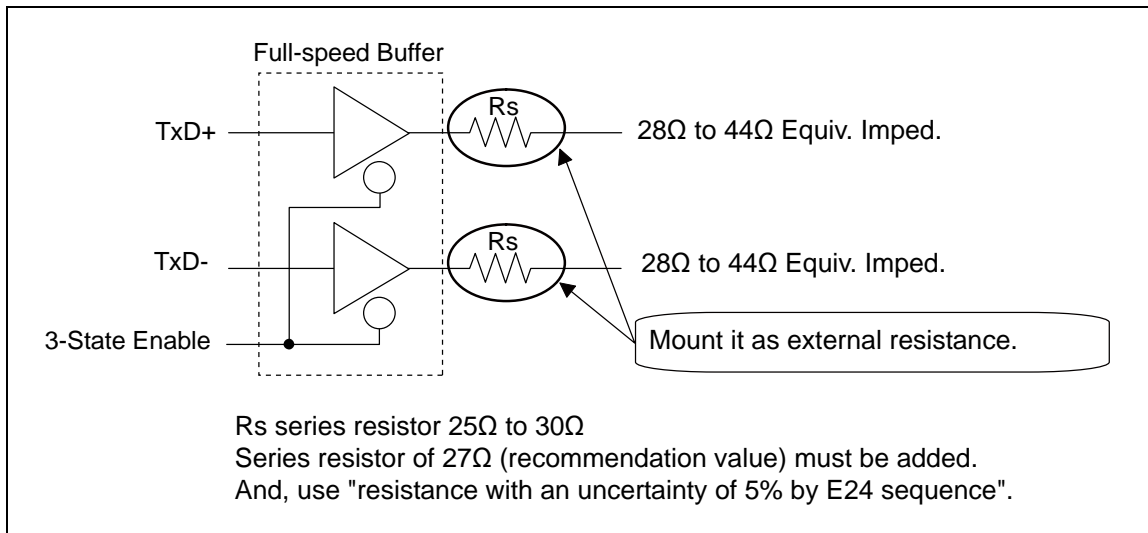 Full-speed Buffer
TxD+
Rs
28Ω to 44Ω Equiv. Imped.
TxD-
Rs
28Ω to 44Ω Equiv. Imped.
3-State Enable
Mount it as external resistance.
Rs series resistor 25Ω to 30Ω
Series resistor of 27Ω (recommendation value) must be added.
And, use "resistance with an uncertainty of 5% by E24 sequence".